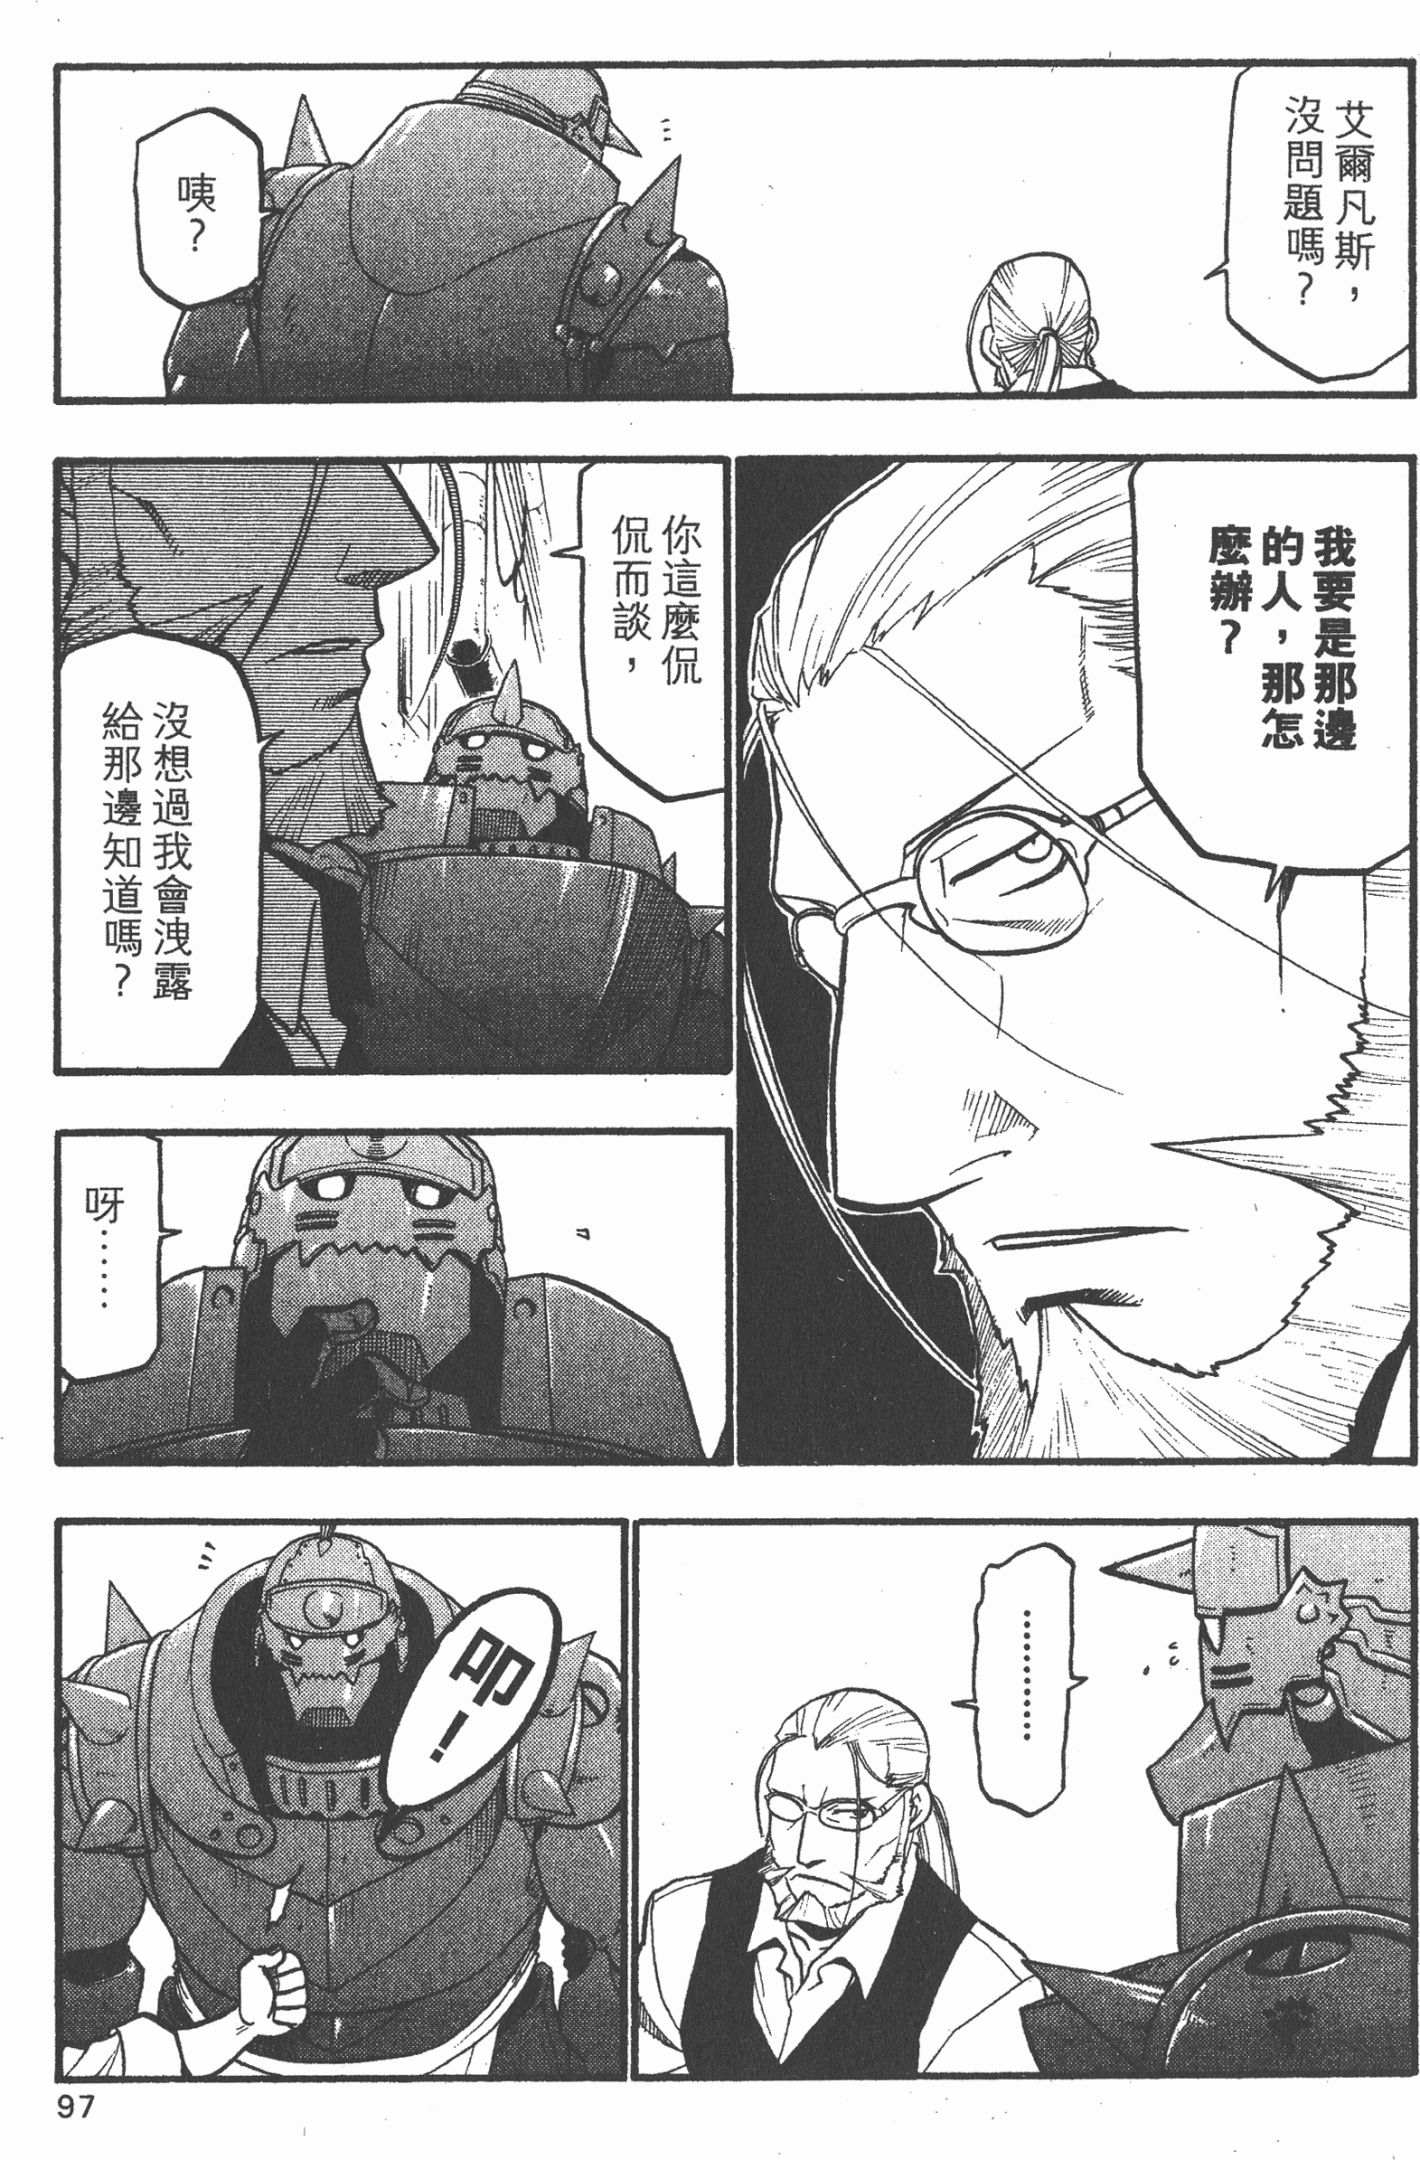 艾爾凡斯，
沒問題嗎？
咦？
我要是那邊
的人，那怎
麼辦？
你這麼侃
侃而談，
沒想過我會洩露
給那邊知道嗎？
呀⋯⋯
⋯⋯⋯⋯
叩！
97